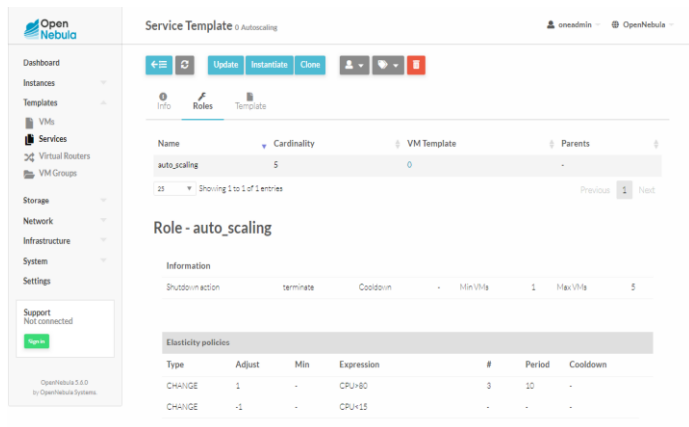 Open
Nebula
Service Template 0 Autoscaling
oneadmin
OpenNebula
Dashboard
Instances
Templates
VMs
Services
Virtual Routers
VM Groups
Storage
Network
Infrastructure
System
Settings
Support
Not connected
Sign in
OpenNebula 5.6.0
by OpenNebula Systems.
Update Instantiate Clone
Info Roles Template
Name Cardinality VM Template Parents
auto_scaling 5 0 -
25 Showing 1 to 1 of 1 entries
Previous 1 Next
Role - auto_scaling
Information
Shutdown action terminate Cooldown - Min VMs 1 Max VMs 5
Elasticity policies
Type Adjust Min Expression # Period Cooldown
CHANGE 1 - CPU>80 3 10 -
CHANGE -1 - CPU<15 - - -